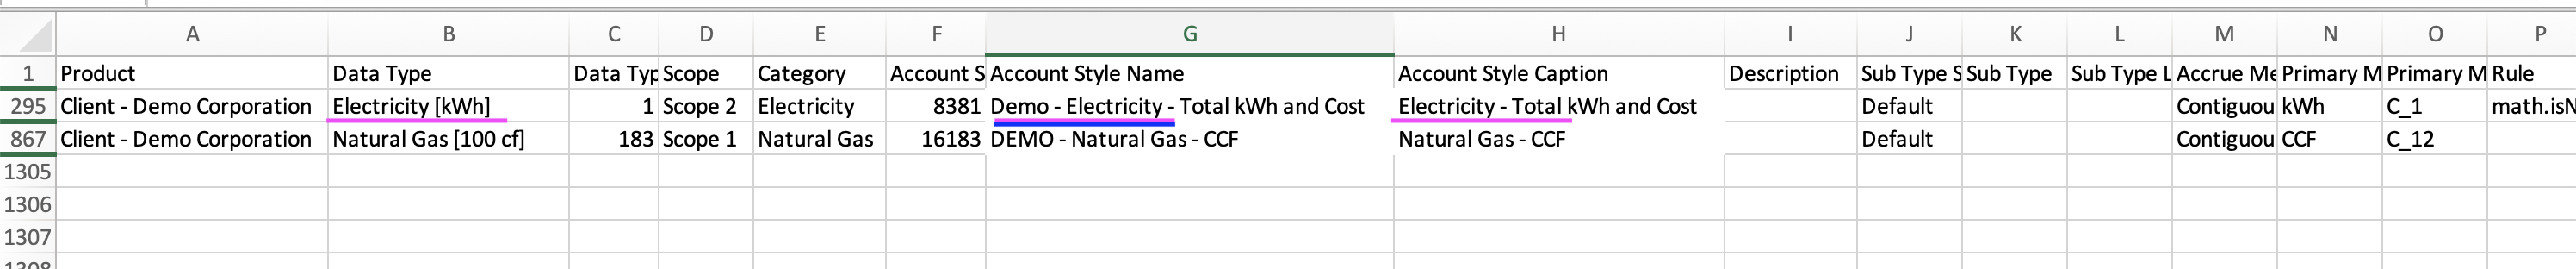 A B C D E F G H I J K L M N O P
1 Product Data Type Data Typ Scope Category Account S Account Style Name Account Style Caption Description Sub Type S Sub Type Sub Type L Accrue Me Primary M Primary M Rule
295 Client - Demo Corporation Electricity [kWh] 1 Scope 2 Electricity 8381 Demo - Electricity - Total kWh and Cost Electricity - Total kWh and Cost Default Contiguou kWh C_1 math.isN
867 Client - Demo Corporation Natural Gas [100 cf] 183 Scope 1 Natural Gas 16183 DEMO - Natural Gas - CCF Natural Gas - CCF Default Contiguou CCF C_12
1305
1306
1307
1308